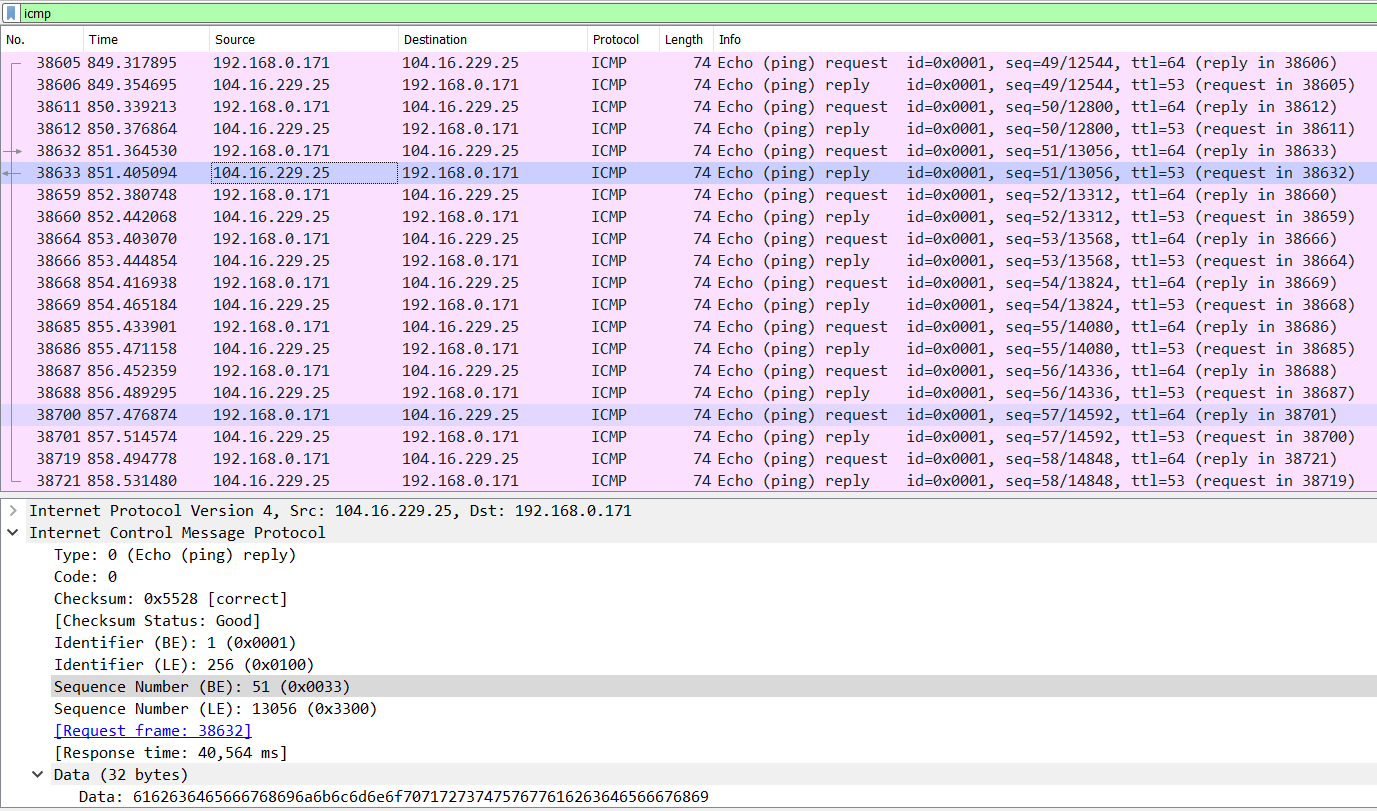 icmp
No. Time Source Destination Protocol Length Info
38605 849.317895 192.168.0.171 104.16.229.25 ICMP 74 Echo (ping) request id=0x0001, seq=49/12544, ttl=64 (reply in 38606)
38606 849.354695 104.16.229.25 192.168.0.171 ICMP 74 Echo (ping) reply id=0x0001, seq=49/12544, ttl=53 (request in 38605)
38611 850.339213 192.168.0.171 104.16.229.25 ICMP 74 Echo (ping) request id=0x0001, seq=50/12800, ttl=64 (reply in 38612)
38612 850.376864 104.16.229.25 192.168.0.171 ICMP 74 Echo (ping) reply id=0x0001, seq=50/12800, ttl=53 (request in 38611)
38632 851.364530 192.168.0.171 104.16.229.25 ICMP 74 Echo (ping) request id=0x0001, seq=51/13056, ttl=64 (reply in 38633)
38633 851.405094 104.16.229.25 192.168.0.171 ICMP 74 Echo (ping) reply id=0x0001, seq=51/13056, ttl=53 (request in 38632)
38659 852.380748 192.168.0.171 104.16.229.25 ICMP 74 Echo (ping) request id=0x0001, seq=52/13312, ttl=64 (reply in 38660)
38660 852.442068 104.16.229.25 192.168.0.171 ICMP 74 Echo (ping) reply id=0x0001, seq=52/13312, ttl=53 (request in 38659)
38664 853.403070 192.168.0.171 104.16.229.25 ICMP 74 Echo (ping) request id=0x0001, seq=53/13568, ttl=64 (reply in 38666)
38666 853.444854 104.16.229.25 192.168.0.171 ICMP 74 Echo (ping) reply id=0x0001, seq=53/13568, ttl=53 (request in 38664)
38668 854.416938 192.168.0.171 104.16.229.25 ICMP 74 Echo (ping) request id=0x0001, seq=54/13824, ttl=64 (reply in 38669)
38669 854.465184 104.16.229.25 192.168.0.171 ICMP 74 Echo (ping) reply id=0x0001, seq=54/13824, ttl=53 (request in 38668)
38685 855.433901 192.168.0.171 104.16.229.25 ICMP 74 Echo (ping) request id=0x0001, seq=55/14080, ttl=64 (reply in 38686)
38686 855.471158 104.16.229.25 192.168.0.171 ICMP 74 Echo (ping) reply id=0x0001, seq=55/14080, ttl=53 (request in 38685)
38687 856.452359 192.168.0.171 104.16.229.25 ICMP 74 Echo (ping) request id=0x0001, seq=56/14336, ttl=64 (reply in 38688)
38688 856.489295 104.16.229.25 192.168.0.171 ICMP 74 Echo (ping) reply id=0x0001, seq=56/14336, ttl=53 (request in 38687)
38700 857.476874 192.168.0.171 104.16.229.25 ICMP 74 Echo (ping) request id=0x0001, seq=57/14592, ttl=64 (reply in 38701)
38701 857.514574 104.16.229.25 192.168.0.171 ICMP 74 Echo (ping) reply id=0x0001, seq=57/14592, ttl=53 (request in 38700)
38719 858.494778 192.168.0.171 104.16.229.25 ICMP 74 Echo (ping) request id=0x0001, seq=58/14848, ttl=64 (reply in 38721)
38721 858.531480 104.16.229.25 192.168.0.171 ICMP 74 Echo (ping) reply id=0x0001, seq=58/14848, ttl=53 (request in 38719)
Internet Protocol Version 4, Src: 104.16.229.25, Dst: 192.168.0.171
Internet Control Message Protocol
Type: 0 (Echo (ping) reply)
Code: 0
Checksum: 0x5528 [correct]
[Checksum Status: Good]
Identifier (BE): 1 (0x0001)
Identifier (LE): 256 (0x0100)
Sequence Number (BE): 51 (0x0033)
Sequence Number (LE): 13056 (0x3300)
[Request frame: 38632]
[Response time: 40,564 ms]
Data (32 bytes)
Data: 6162636465666768696a6b6c6d6e6f7071727374757677616263646566676869